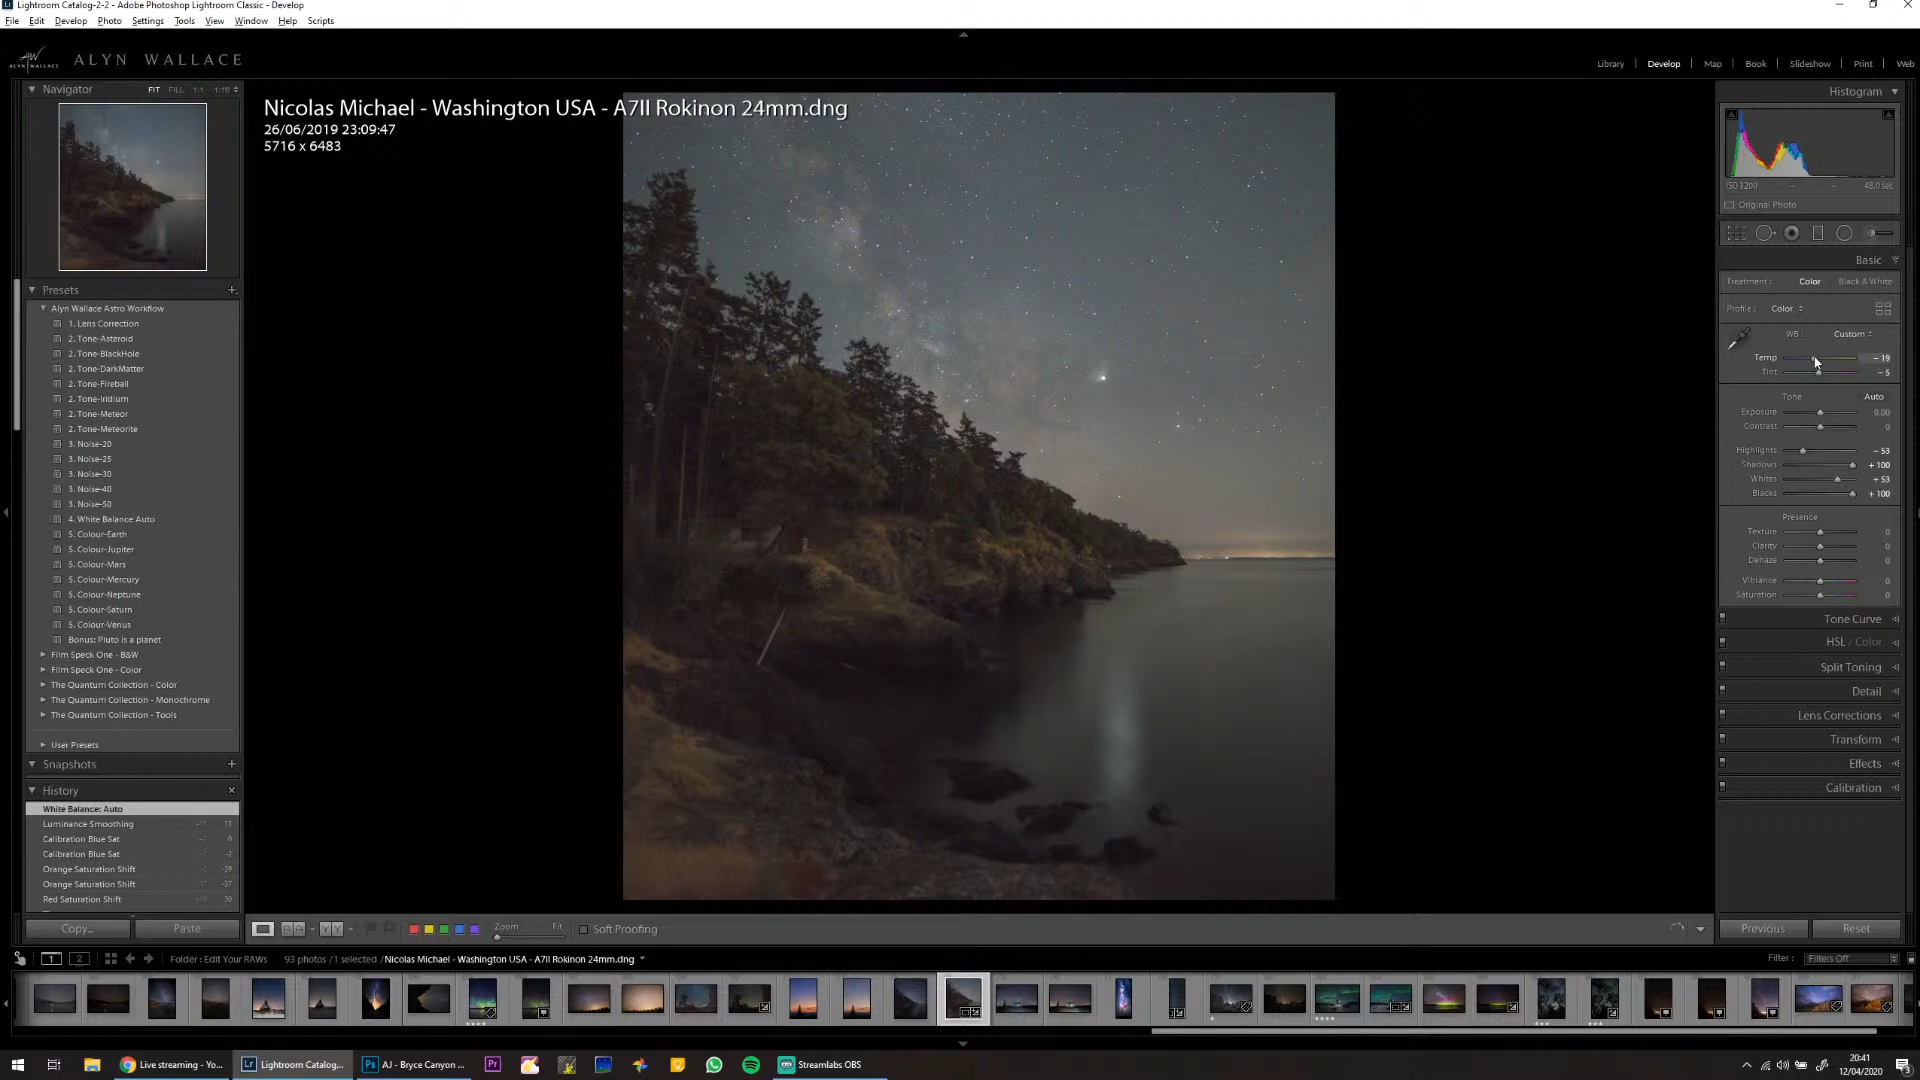 Lightroom Catalog-2-2 - Adobe Photoshop Lightroom Classic - Develop
File Edit Develop Photo Settings Tools View Window Help Scripts
ALYN WALLACE
Library Develop Map Book Slideshow Print Web
Navigator FIT FILL 1:1 1:16
Presets
Alyn Wallace Astro Workflow
1. Lens Correction
2. Tone-Asteroid
2. Tone-BlackHole
2. Tone-DarkMatter
2. Tone-Fireball
2. Tone-Iridium
2. Tone-Meteor
2. Tone-Meteorite
3. Noise-20
3. Noise-25
3. Noise-30
3. Noise-40
3. Noise-50
4. White Balance Auto
5. Colour-Earth
5. Colour-Jupiter
5. Colour-Mars
5. Colour-Mercury
5. Colour-Neptune
5. Colour-Saturn
5. Colour-Venus
Bonus: Pluto is a planet
Film Speck One - B&W
Film Speck One - Color
The Quantum Collection - Color
The Quantum Collection - Monochrome
The Quantum Collection - Tools
User Presets
Snapshots
History
White Balance: Auto
Luminance Smoothing
Calibration Blue Sat
Calibration Blue Sat
Orange Saturation Shift
Orange Saturation Shift
Red Saturation Shift
Copy... Paste
Nicolas Michael - Washington USA - A7II Rokinon 24mm.dng
26/06/2019 23:09:47
5716 x 6483
Histogram
ISO 3200 48.0 sec
Original Photo
Basic
Treatment : Color Black & White
Profile : Color
WB : Custom
Temp - 19
Tint - 5
Tone Auto
Exposure 0.00
Contrast 0
Highlights - 53
Shadows + 100
Whites + 53
Blacks + 100
Presence
Texture 0
Clarity 0
Dehaze 0
Vibrance 0
Saturation 0
Tone Curve
HSL / Color
Split Toning
Detail
Lens Corrections
Transform
Effects
Calibration
Previous Reset
Zoom Fit Soft Proofing
1 2 Folder : Edit Your RAWs 93 photos / 1 selected / Nicolas Michael - Washington USA - A7II Rokinon 24mm.dng
Filter : Filters Off
Live streaming - Yo...
Lightroom Catalog...
AJ - Bryce Canyon ...
Streamlabs OBS
20:41
12/04/2020